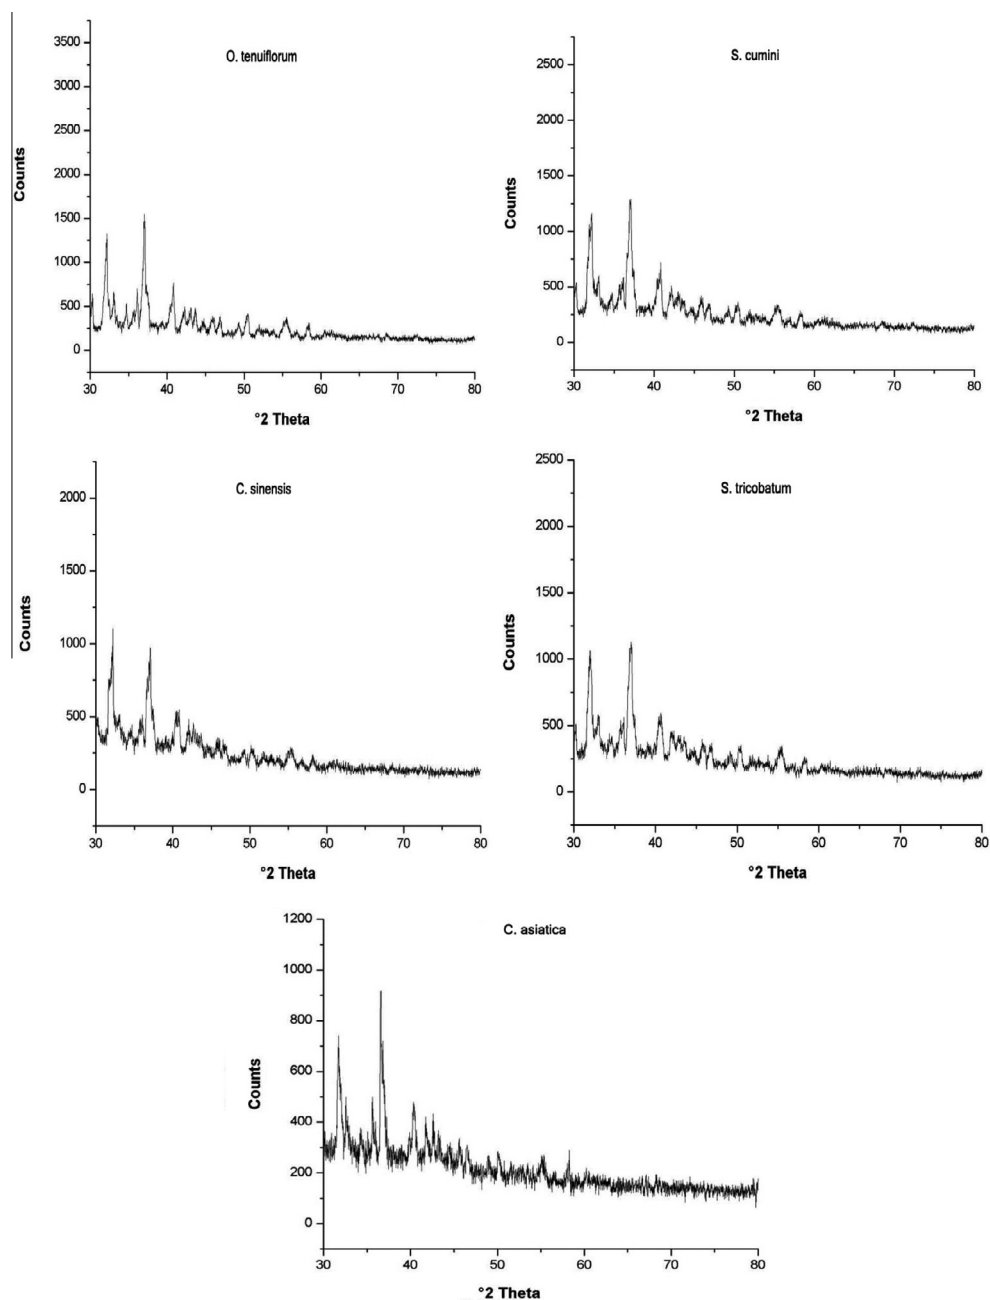 O. tenuiflorum
3500
3000
2500
2000
1500
1000
500
0
Counts
30 40 50 60 70 80
°2 Theta
S. cumini
2500
2000
1500
1000
500
0
Counts
30 40 50 60 70 80
°2 Theta
C. sinensis
2000
1500
1000
500
0
Counts
30 40 50 60 70 80
°2 Theta
S. tricobatum
2500
2000
1500
1000
500
0
Counts
30 40 50 60 70 80
°2 Theta
C. asiatica
1200
1000
800
600
400
200
0
Counts
30 40 50 60 70 80
°2 Theta